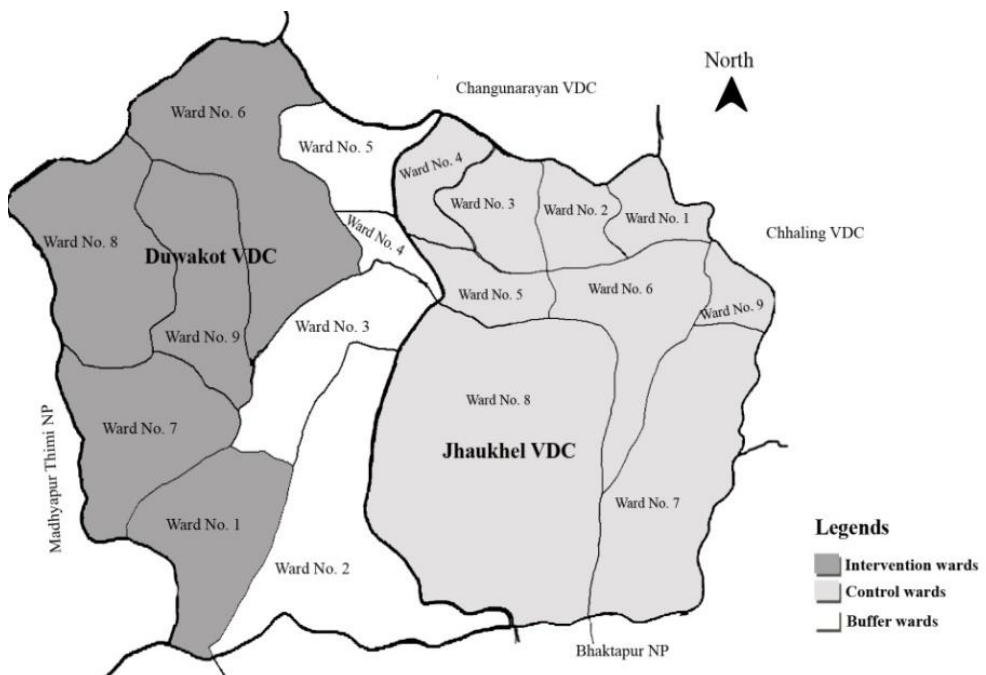 North
Changunarayan VDC
Ward No. 6
Ward No. 5
Ward No. 4
Ward No. 3
Ward No. 2
Ward No. 1
Chhaling VDC
Ward No. 8
Duwakot VDC
Ward No. 4
Ward No. 5
Ward No. 6
Ward No. 9
Ward No. 9
Ward No. 3
Ward No. 7
Ward No. 8
Jhaukhel VDC
Madhyapur Thimi NP
Ward No. 7
Ward No. 1
Ward No. 2
Bhaktapur NP
Legends
Intervention wards
Control wards
Buffer wards